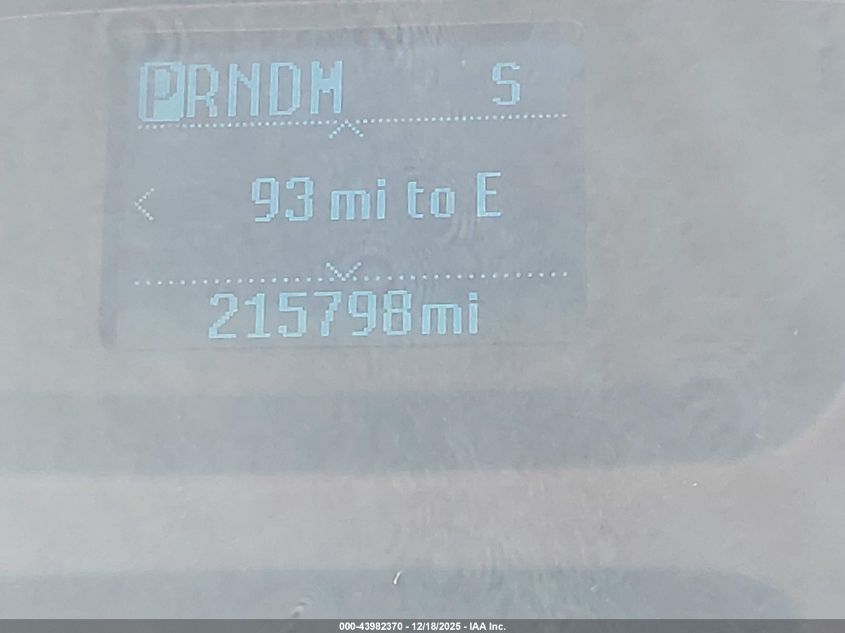 PRNDM S
93 mi to E
215798mi
000-43982370 - 12/18/2025 - IAA Inc.